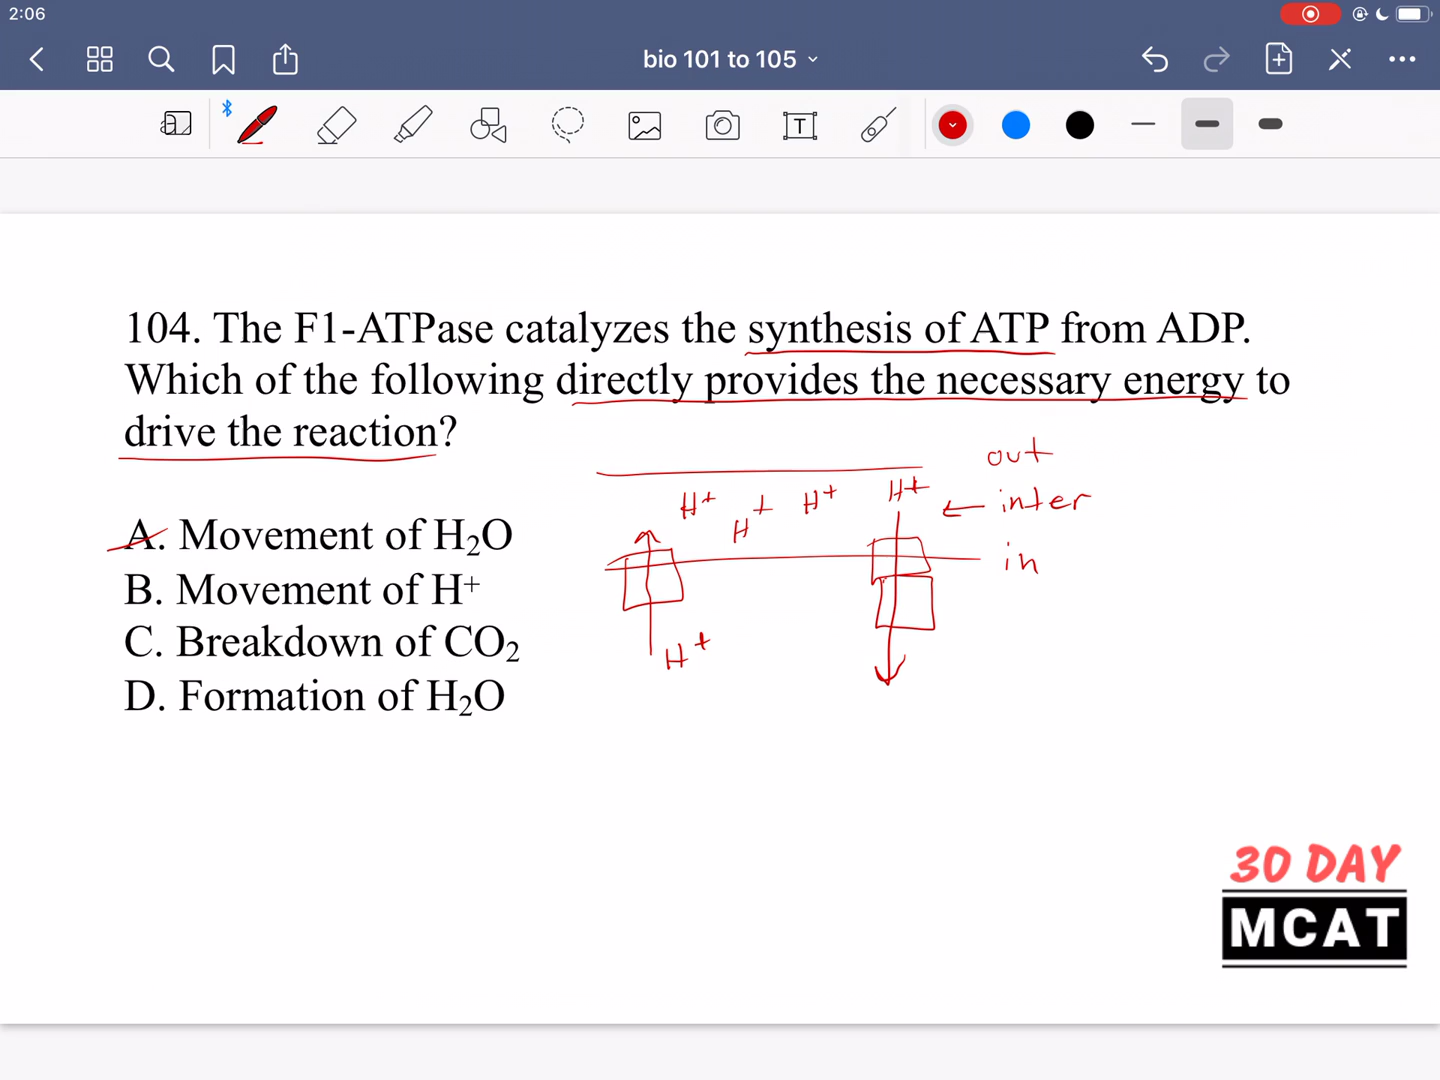 2:06
bio 101 to 105
T
104. The F1-ATPase catalyzes the synthesis of ATP from ADP.
Which of the following directly provides the necessary energy to
drive the reaction?
out
H+ H+ H+ H+ inter
in
H+
A. Movement of H₂O
B. Movement of H+
C. Breakdown of CO₂
D. Formation of H₂O
30 DAY
MCAT